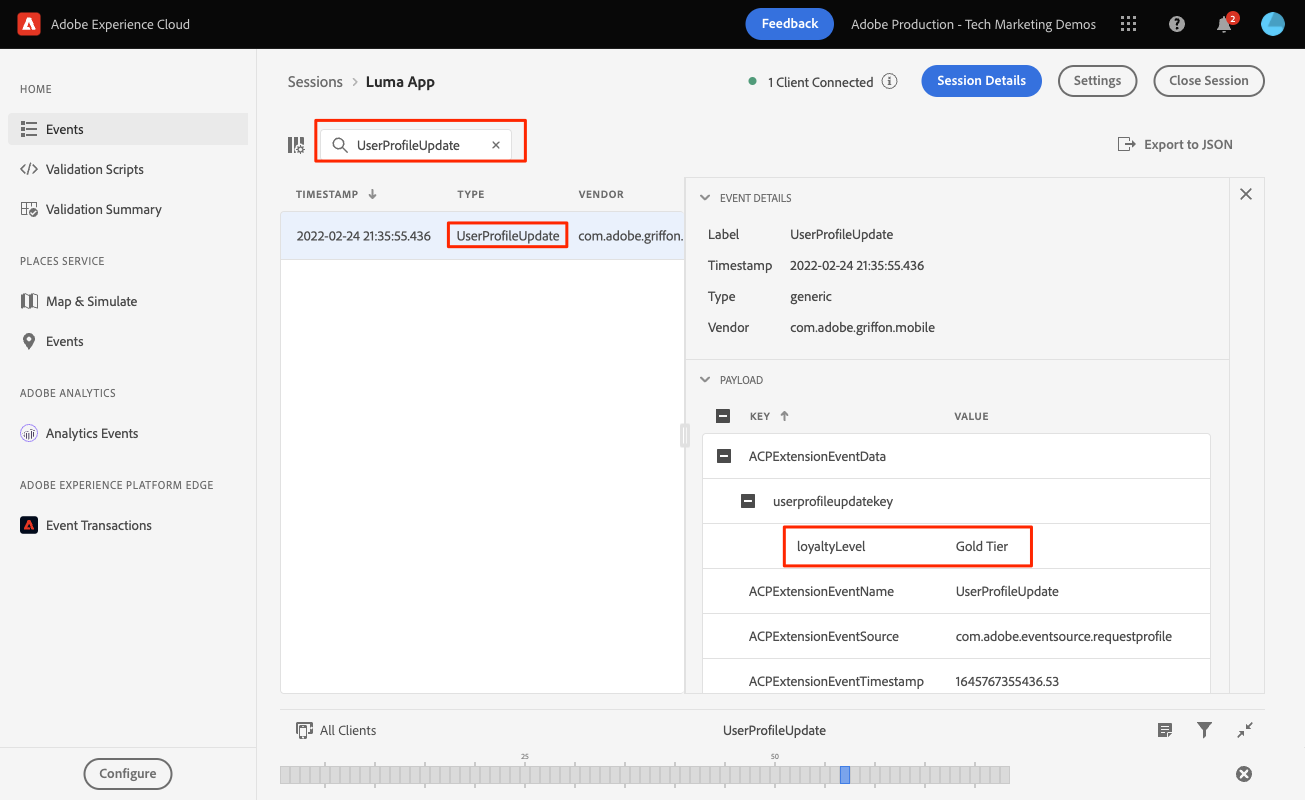 Adobe Experience Cloud
Feedback
Adobe Production - Tech Marketing Demos
2
HOME
Events
Validation Scripts
Validation Summary
PLACES SERVICE
Map & Simulate
Events
ADOBE ANALYTICS
Analytics Events
ADOBE EXPERIENCE PLATFORM EDGE
Event Transactions
Configure
Sessions > Luma App
1 Client Connected
Session Details
Settings
Close Session
UserProfileUpdate
Export to JSON
TIMESTAMP TYPE VENDOR
2022-02-24 21:35:55.436 UserProfileUpdate com.adobe.griffon.
EVENT DETAILS
Label UserProfileUpdate
Timestamp 2022-02-24 21:35:55.436
Type generic
Vendor com.adobe.griffon.mobile
PAYLOAD
KEY VALUE
ACPExtensionEventData
userprofileupdatekey
loyaltyLevel Gold Tier
ACPExtensionEventName UserProfileUpdate
ACPExtensionEventSource com.adobe.eventsource.requestprofile
ACPExtensionEventTimestamp 1645767355436.53
All Clients
UserProfileUpdate
25 50